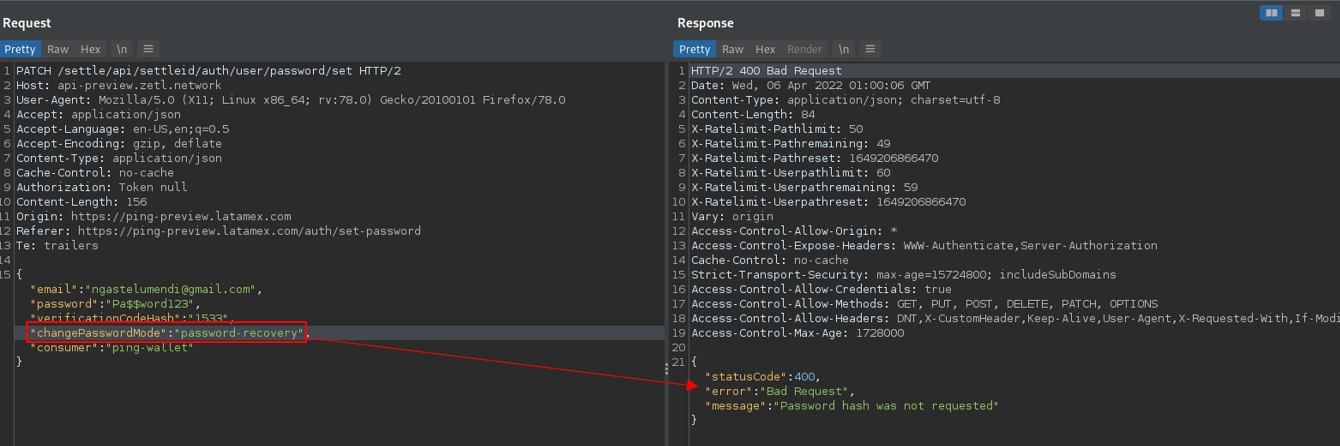 Request
Pretty Raw Hex \n
1 PATCH /settle/api/settleid/auth/user/password/set HTTP/2
2 Host: api-preview.zetl.network
3 User-Agent: Mozilla/5.0 (X11; Linux x86_64; rv:78.0) Gecko/20100101 Firefox/78.0
4 Accept: application/json
5 Accept-Language: en-US,en;q=0.5
6 Accept-Encoding: gzip, deflate
7 Content-Type: application/json
8 Cache-Control: no-cache
9 Authorization: Token null
10 Content-Length: 156
11 Origin: https://ping-preview.latamex.com
12 Referer: https://ping-preview.latamex.com/auth/set-password
13 Te: trailers
14
15 {
"email":"ngastelumendi@gmail.com",
"password":"Pa$$word123",
"verificationCodeHash":"1533",
"changePasswordMode":"password-recovery",
"consumer":"ping-wallet"
}
Response
Pretty Raw Hex Render \n
1 HTTP/2 400 Bad Request
2 Date: Wed, 06 Apr 2022 01:00:06 GMT
3 Content-Type: application/json; charset=utf-8
4 Content-Length: 84
5 X-Ratelimit-Pathlimit: 50
6 X-Ratelimit-Pathremaining: 49
7 X-Ratelimit-Pathreset: 1649206866470
8 X-Ratelimit-Userpathlimit: 60
9 X-Ratelimit-Userpathremaining: 59
10 X-Ratelimit-Userpathreset: 1649206866470
11 Vary: origin
12 Access-Control-Allow-Origin: *
13 Access-Control-Expose-Headers: WWW-Authenticate,Server-Authorization
14 Cache-Control: no-cache
15 Strict-Transport-Security: max-age=15724800; includeSubDomains
16 Access-Control-Allow-Credentials: true
17 Access-Control-Allow-Methods: GET, PUT, POST, DELETE, PATCH, OPTIONS
18 Access-Control-Allow-Headers: DNT,X-CustomHeader,Keep-Alive,User-Agent,X-Requested-With,If-Modi
19 Access-Control-Max-Age: 1728000
20
21 {
"statusCode":400,
"error":"Bad Request",
"message":"Password hash was not requested"
}